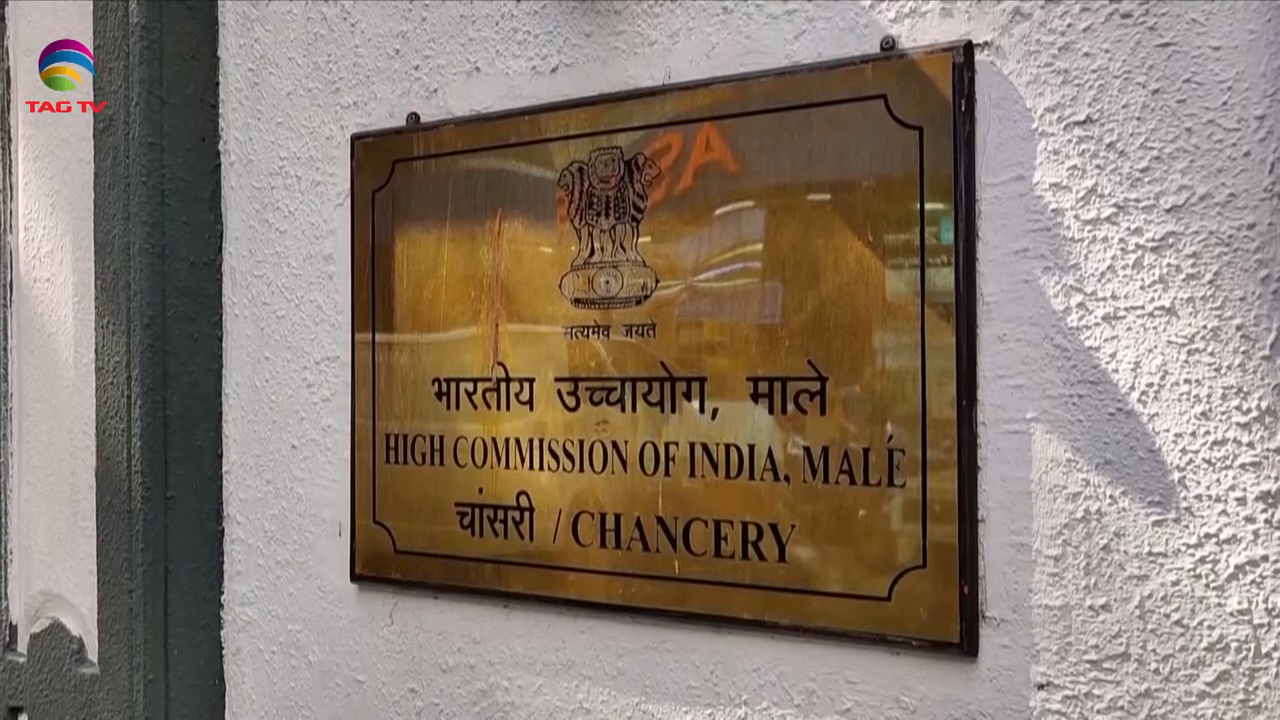 TAG TV
सत्यमेव जयते
भारतीय उच्चायोग, माले
HIGH COMMISSION OF INDIA, MALÉ
चांसरी / CHANCERY